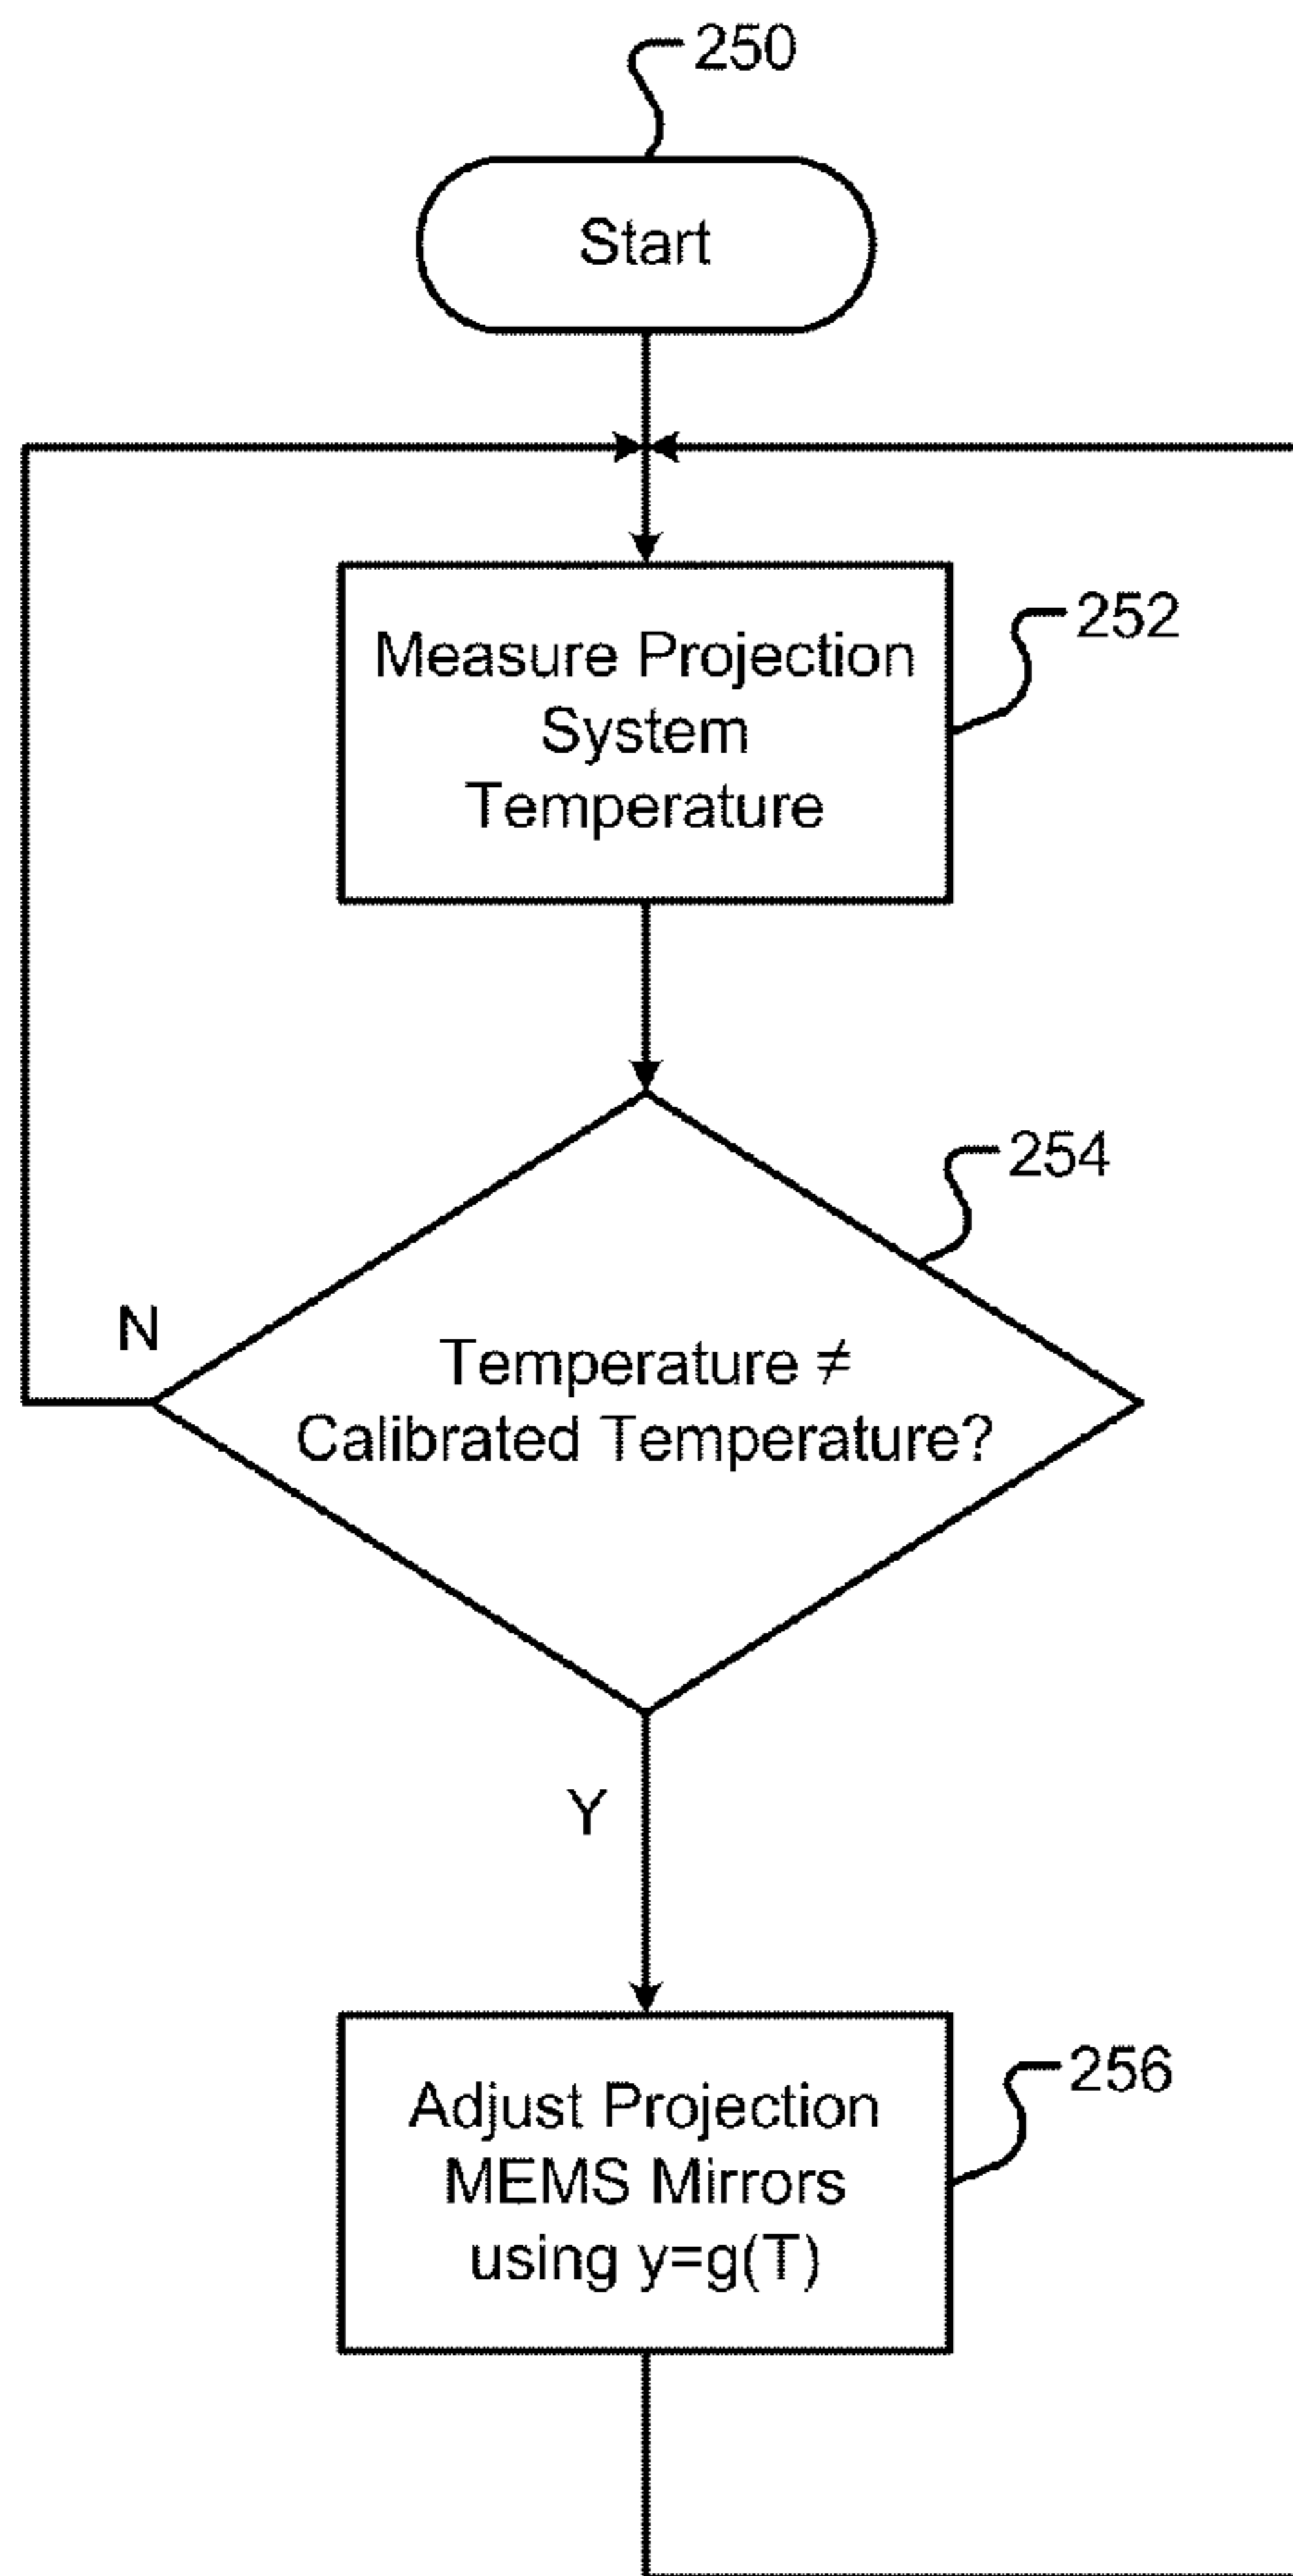 250
Start
Measure Projection
System
Temperature
252
254
Temperature ≠
Calibrated Temperature?
N
Y
Adjust Projection
MEMS Mirrors
using y=g(T)
256